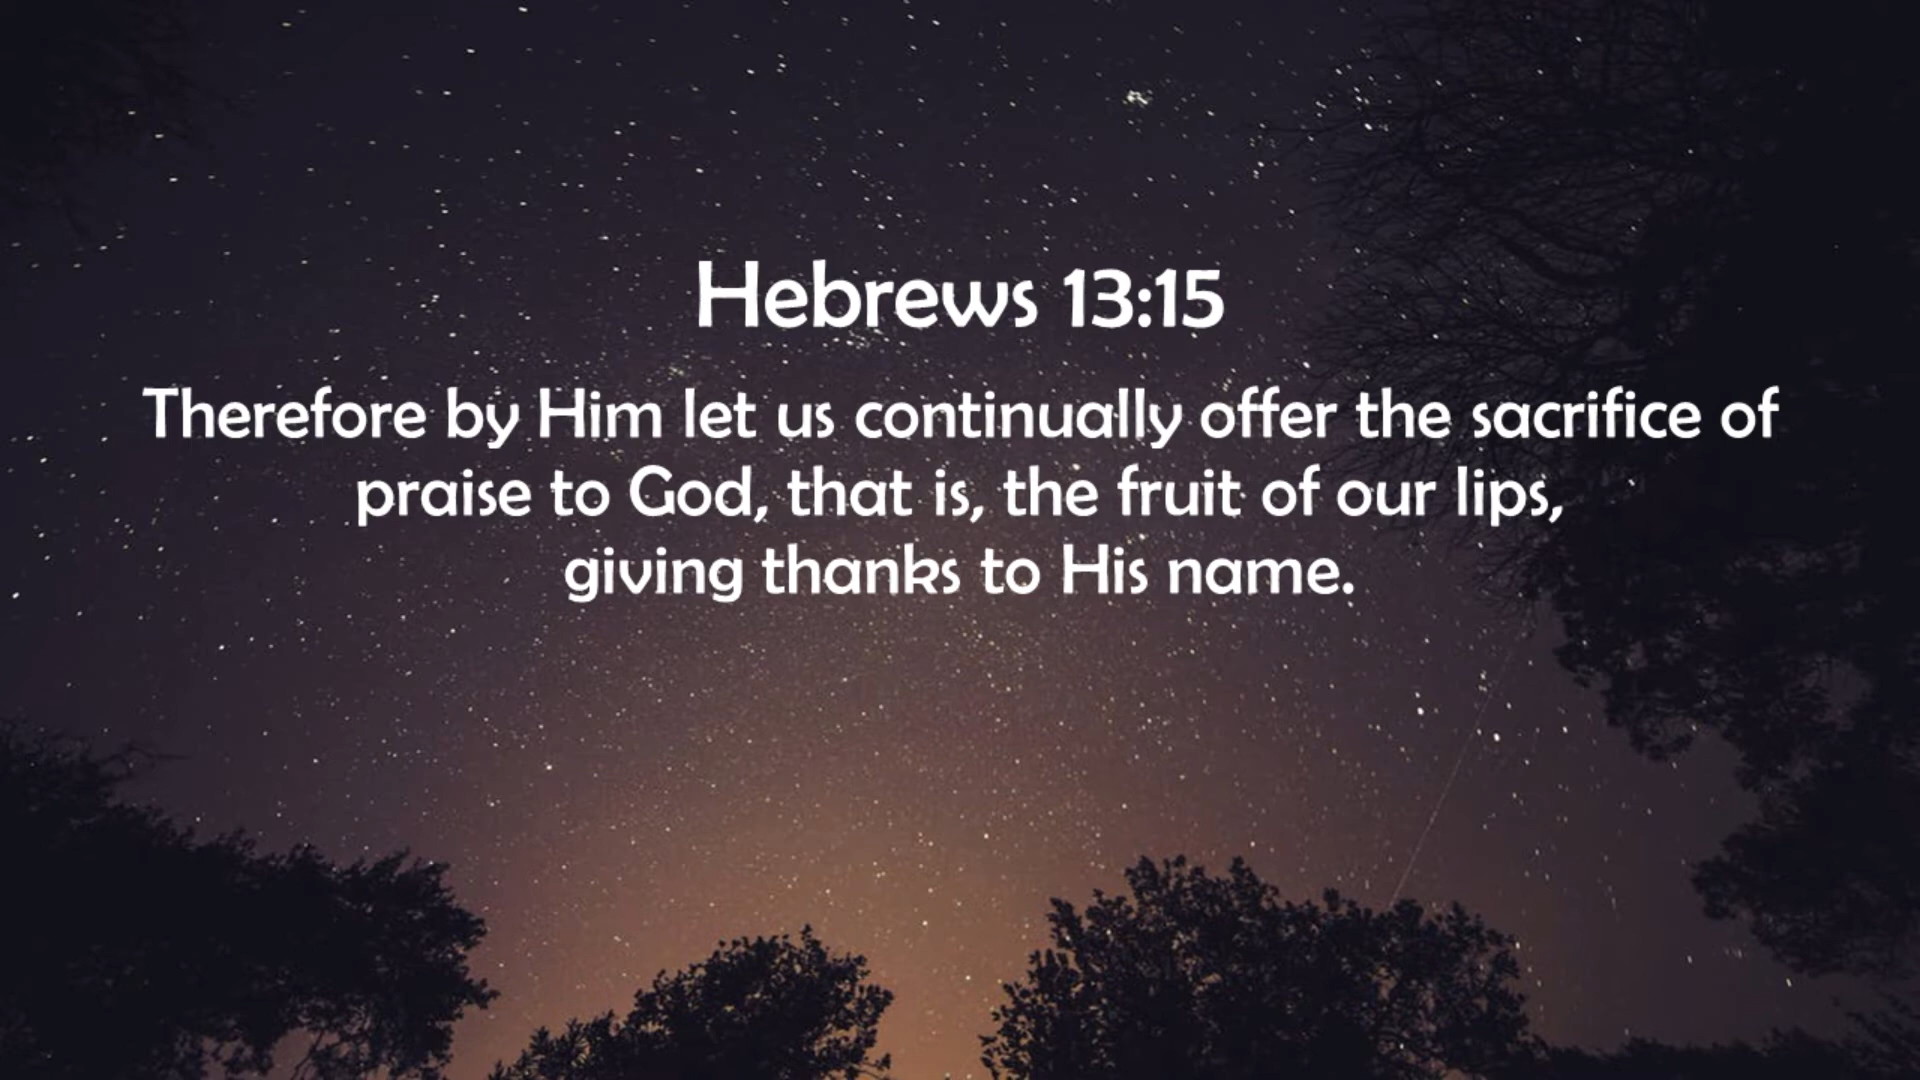 Hebrews 13:15
Therefore by Him let us continually offer the sacrifice of
praise to God, that is, the fruit of our lips,
giving thanks to His name.